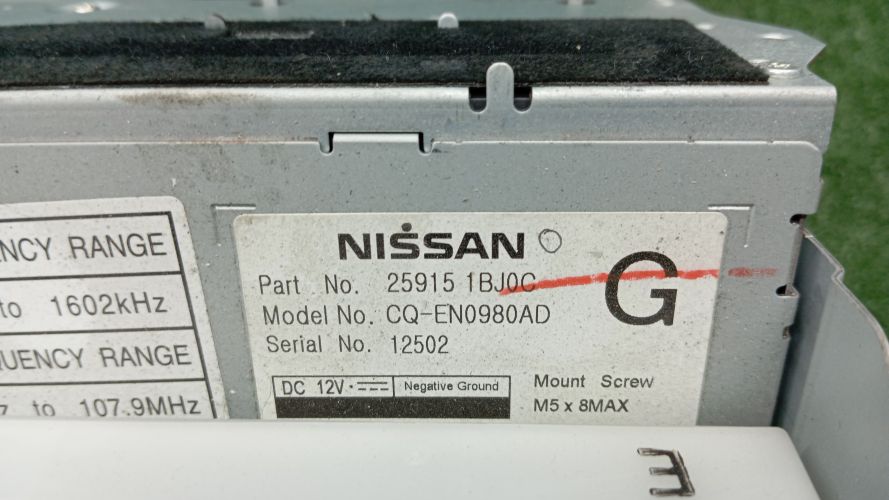 NCY RANGE
to 1602kHz
UENCY RANGE
z to 107.9MHz
NISSAN
Part No. 25915 1BJ0C
Model No. CQ-EN0980AD
Serial No. 12502
G
DC 12V Negative Ground
Mount Screw
M5 x 8MAX
E